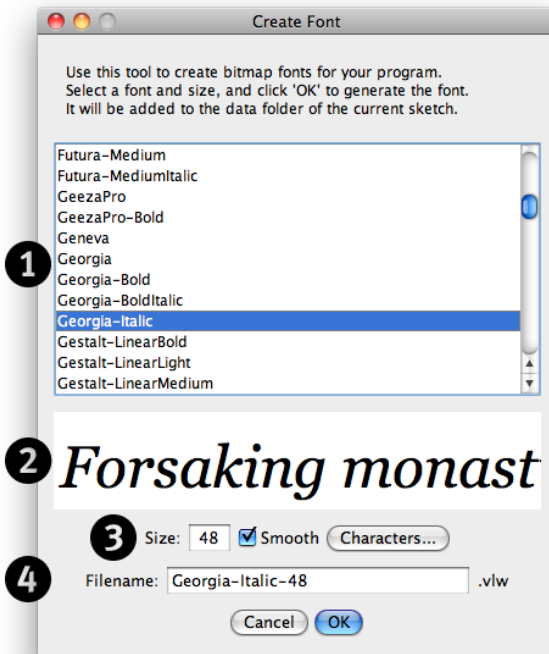 Create Font
Use this tool to create bitmap fonts for your program.
Select a font and size, and click 'OK' to generate the font.
It will be added to the data folder of the current sketch.
Futura-Medium
Futura-MediumItalic
GeezaPro
GeezaPro-Bold
Geneva
1
Georgia
Georgia-Bold
Georgia-BoldItalic
Georgia-Italic
Gestalt-LinearBold
Gestalt-LinearLight
Gestalt-LinearMedium
2 Forsaking monast
3 Size: 48 Smooth Characters...
4 Filename: Georgia-Italic-48 .vlw
Cancel OK